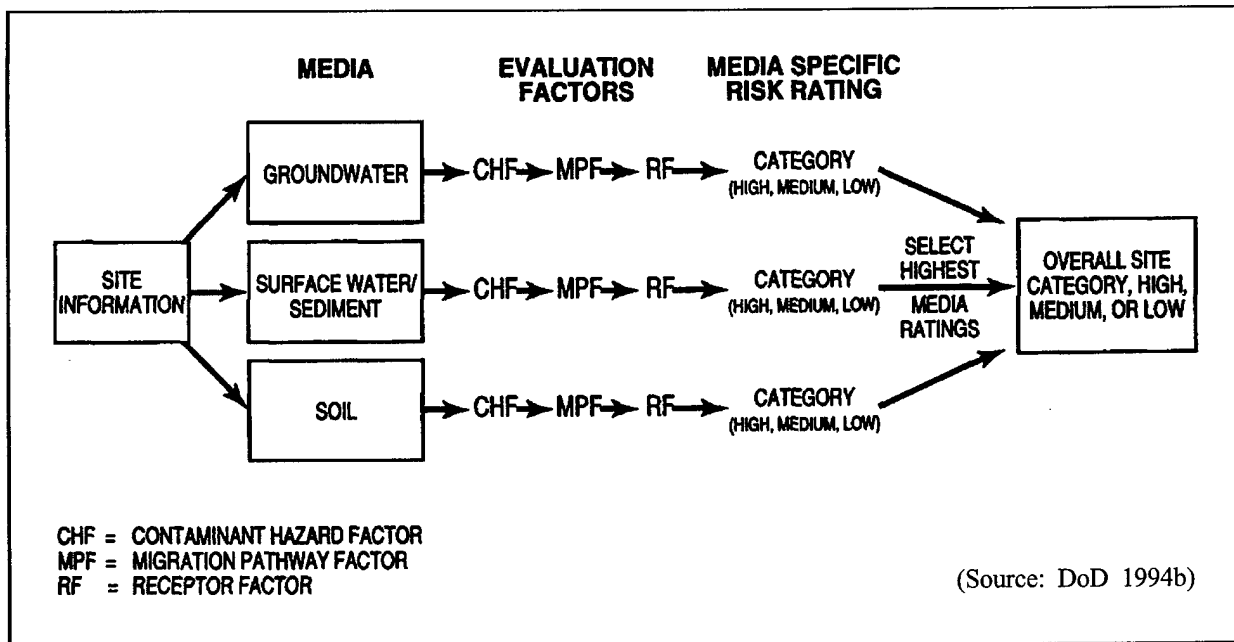 MEDIA
EVALUATION
FACTORS
MEDIA SPECIFIC
RISK RATING
SITE
INFORMATION
GROUNDWATER
CHF
MPF
RF
CATEGORY
(HIGH, MEDIUM, LOW)
SURFACE WATER/
SEDIMENT
CHF
MPF
RF
CATEGORY
(HIGH, MEDIUM, LOW)
SOIL
CHF
MPF
RF
CATEGORY
(HIGH, MEDIUM, LOW)
SELECT
HIGHEST
MEDIA
RATINGS
OVERALL SITE
CATEGORY, HIGH,
MEDIUM, OR LOW
CHF = CONTAMINANT HAZARD FACTOR
MPF = MIGRATION PATHWAY FACTOR
RF = RECEPTOR FACTOR
(Source: DoD 1994b)